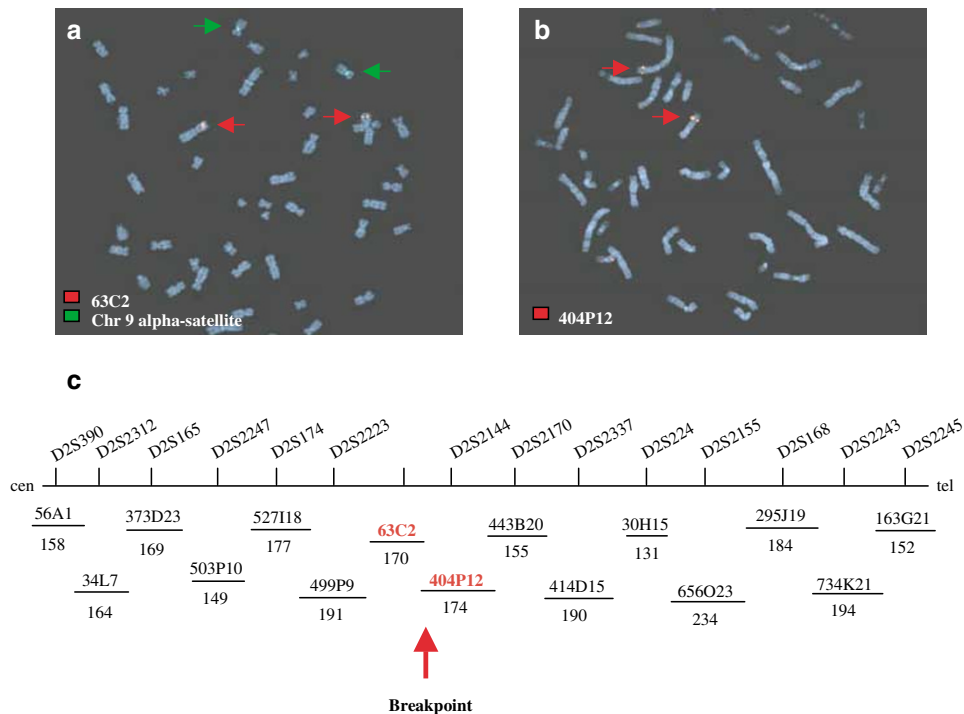 a
b
63C2
Chr 9 alpha-satellite
404P12
c
D2S390 D2S2312 D2S165 D2S2247 D2S174 D2S2223 D2S2144 D2S2170 D2S2337 D2S224 D2S2155 D2S168 D2S2243 D2S2245
cen tel
56A1 373D23 527I18 63C2 443B20 30H15 295J19 163G21
158 169 177 170 155 131 184 152
34L7 503P10 499P9 404P12 414D15 656O23 734K21
164 149 191 174 190 234 194
Breakpoint